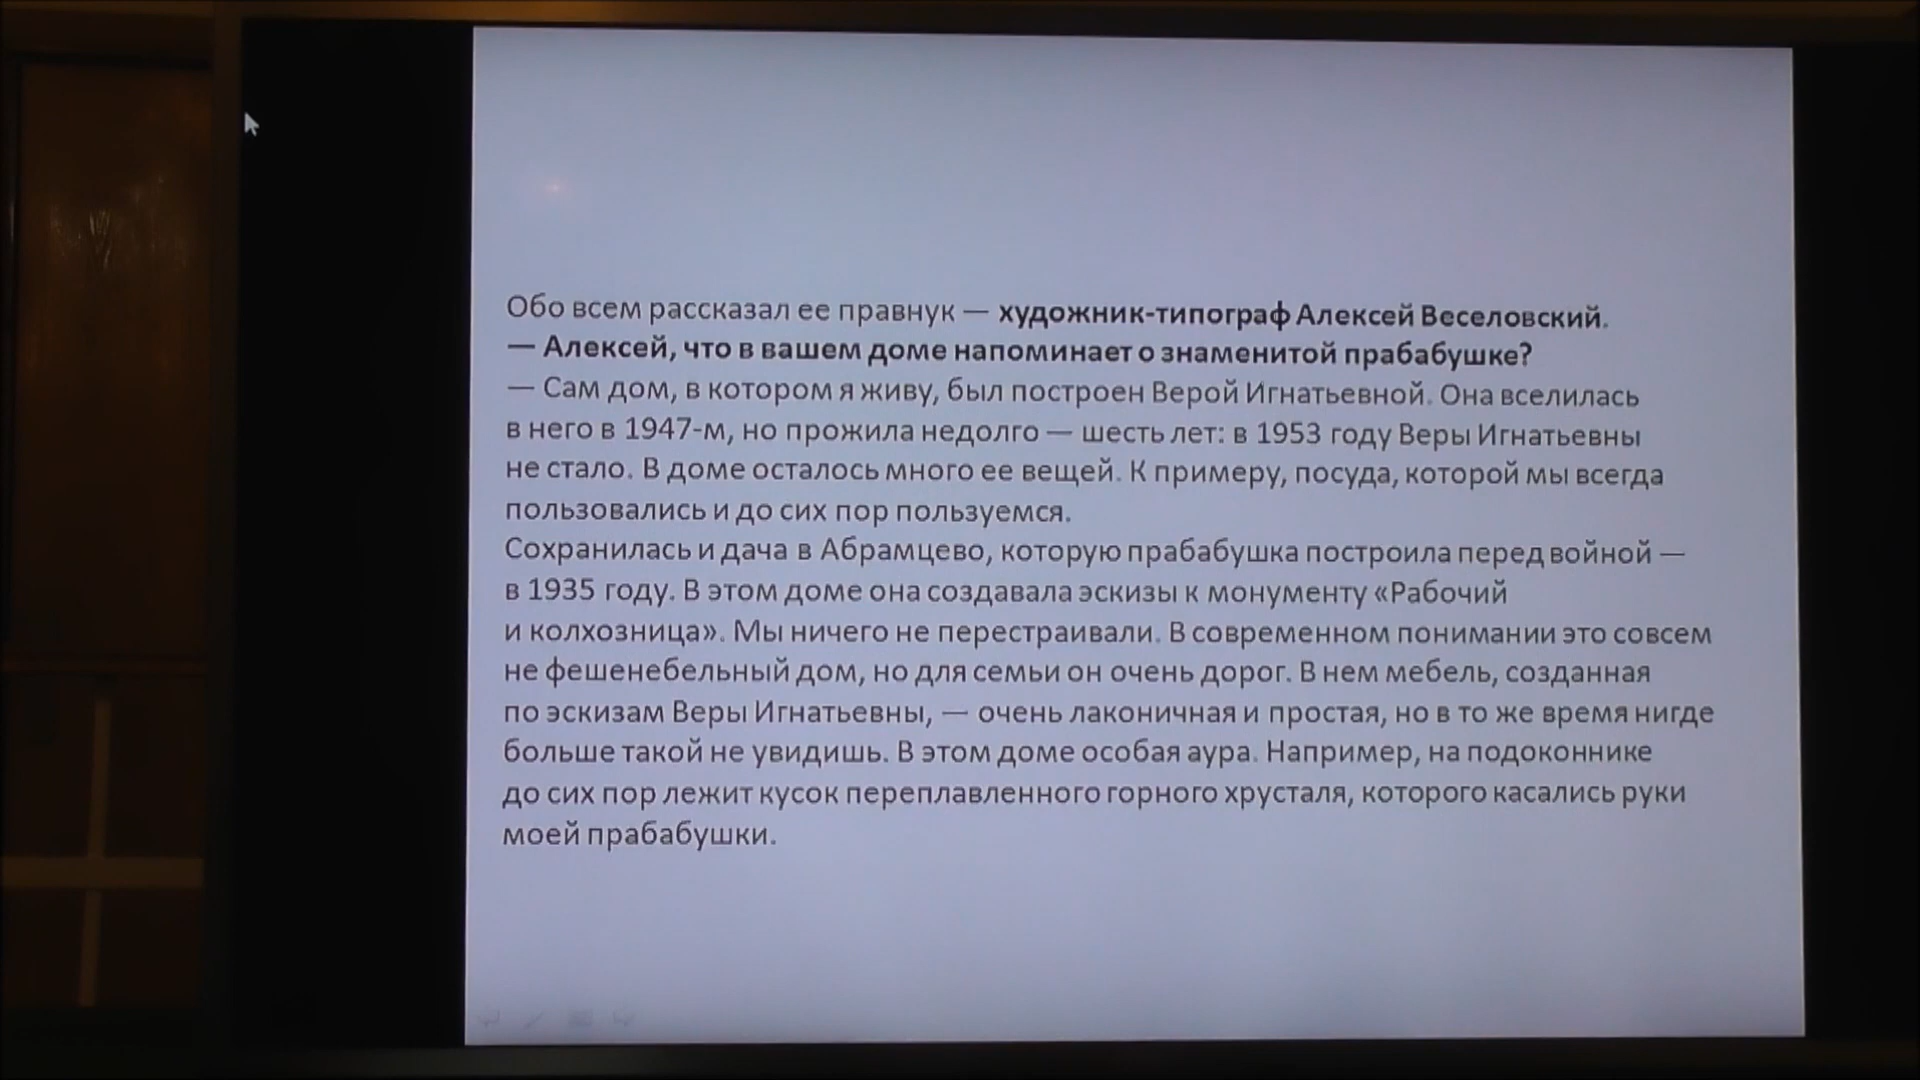 Обо всем рассказал ее правнук — художник-типограф Алексей Веселовский.
— Алексей, что в вашем доме напоминает о знаменитой прабабушке?
— Сам дом, в котором я живу, был построен Верой Игнатьевной. Она вселилась
в него в 1947-м, но прожила недолго — шесть лет: в 1953 году Веры Игнатьевны
не стало. В доме осталось много ее вещей. К примеру, посуда, которой мы всегда
пользовались и до сих пор пользуемся.
Сохранилась и дача в Абрамцево, которую прабабушка построила перед войной —
в 1935 году. В этом доме она создавала эскизы к монументу «Рабочий
и колхозница». Мы ничего не перестраивали. В современном понимании это совсем
не фешенебельный дом, но для семьи он очень дорог. В нем мебель, созданная
по эскизам Веры Игнатьевны, — очень лаконичная и простая, но в то же время нигде
больше такой не увидишь. В этом доме особая аура. Например, на подоконнике
до сих пор лежит кусок переплавленного горного хрусталя, которого касались руки
моей прабабушки.